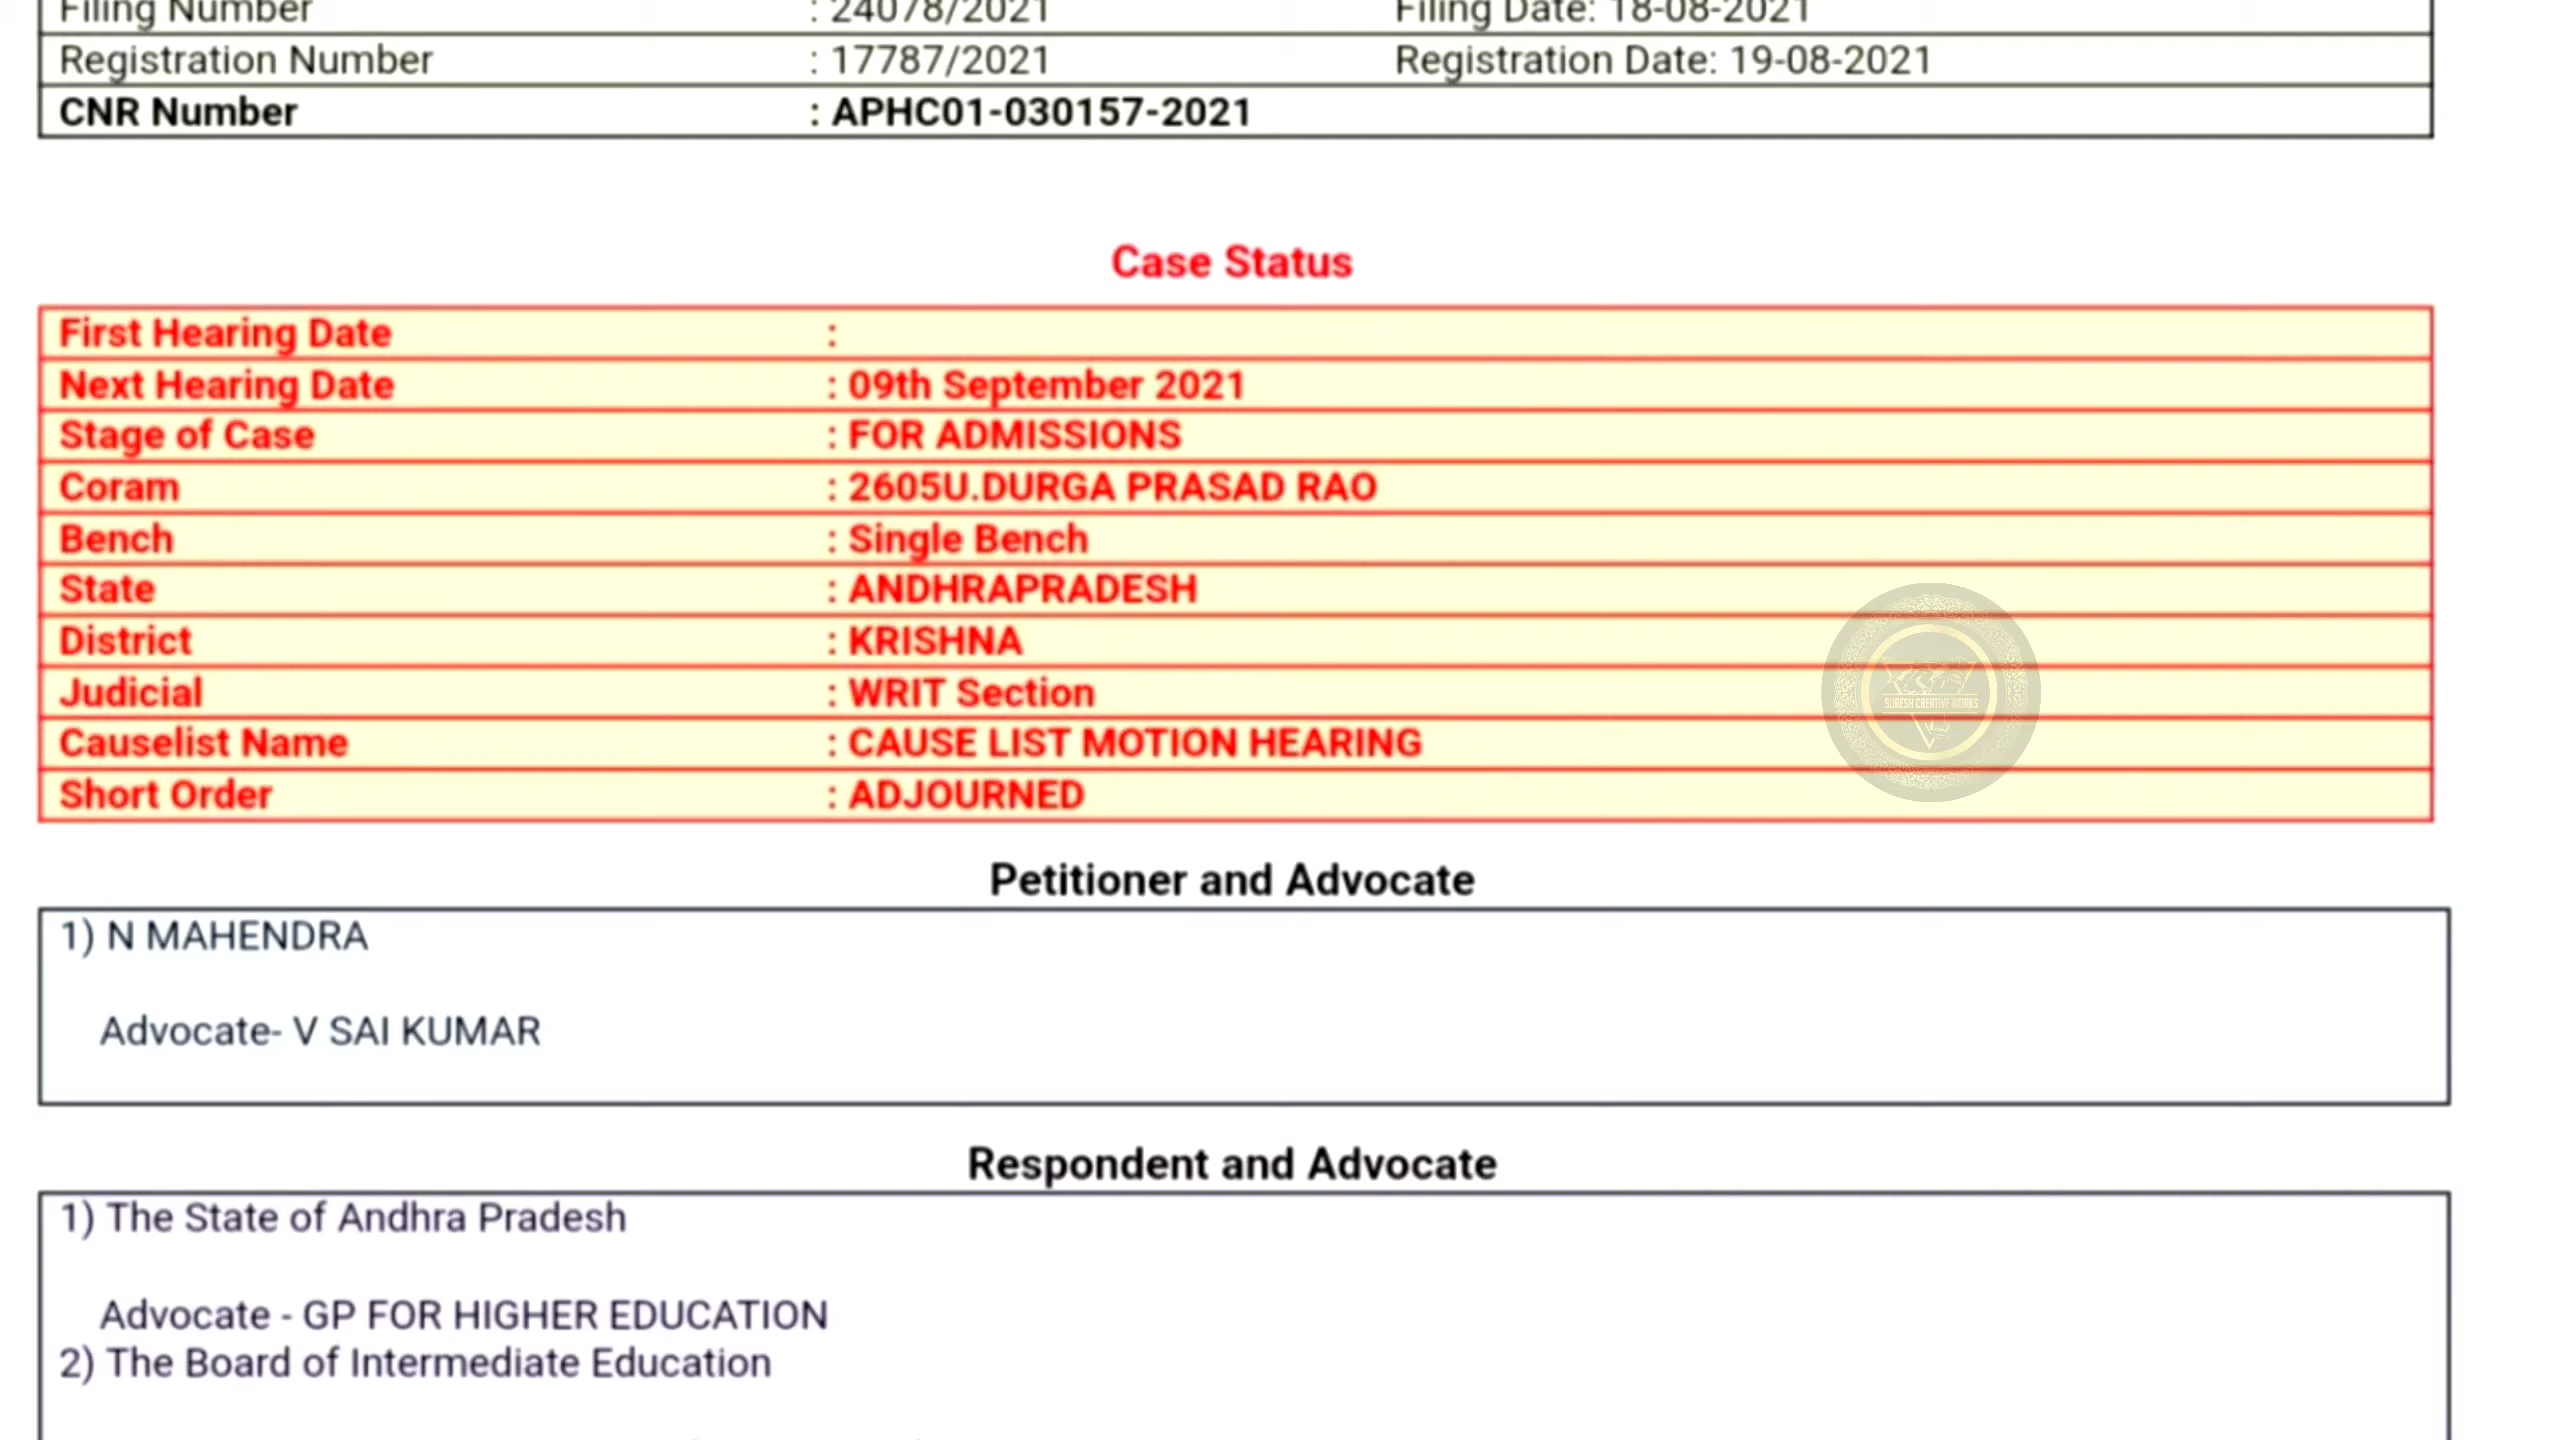 Filing Number : 24078/2021 Filing Date: 18-08-2021
Registration Number : 17787/2021 Registration Date: 19-08-2021
CNR Number : APHC01-030157-2021
Case Status
First Hearing Date :
Next Hearing Date : 09th September 2021
Stage of Case : FOR ADMISSIONS
Coram : 2605U.DURGA PRASAD RAO
Bench : Single Bench
State : ANDHRAPRADESH
District : KRISHNA
Judicial : WRIT Section
Causelist Name : CAUSE LIST MOTION HEARING
Short Order : ADJOURNED
SURESH CREATIVE WORKS
Petitioner and Advocate
1) N MAHENDRA
Advocate- V SAI KUMAR
Respondent and Advocate
1) The State of Andhra Pradesh
Advocate - GP FOR HIGHER EDUCATION
2) The Board of Intermediate Education